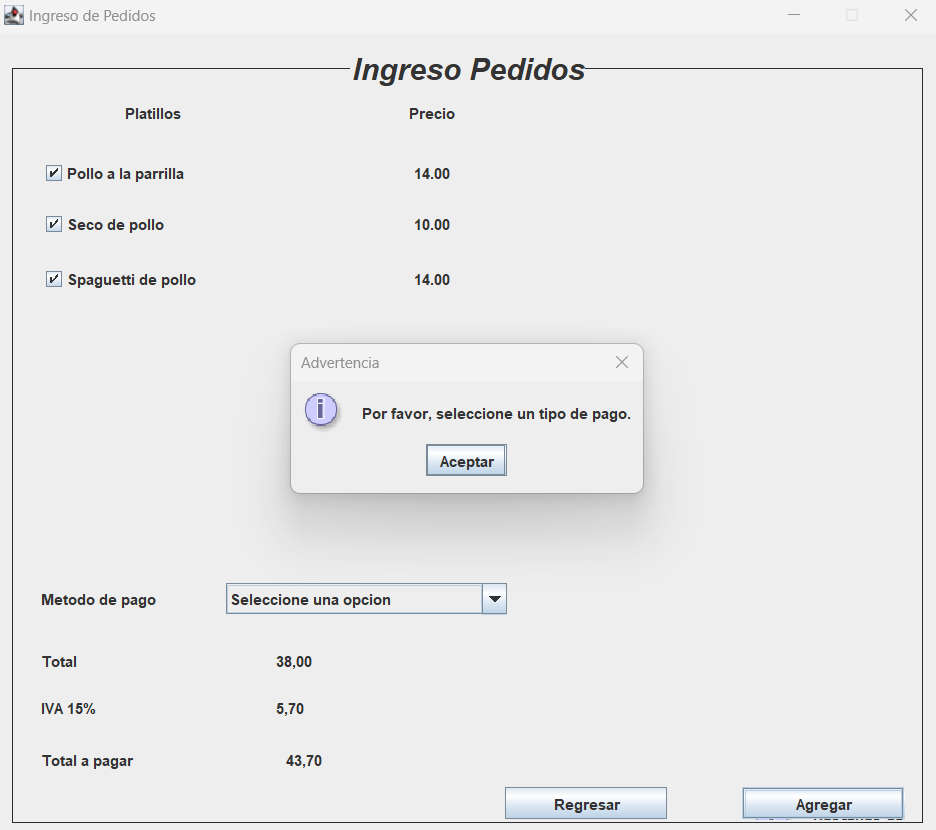 Ingreso de Pedidos
Ingreso Pedidos
Platillos Precio
Pollo a la parrilla 14.00
Seco de pollo 10.00
Spaguetti de pollo 14.00
Advertencia
Por favor, seleccione un tipo de pago.
Aceptar
Metodo de pago Seleccione una opcion
Total 38,00
IVA 15% 5,70
Total a pagar 43,70
Regresar Agregar